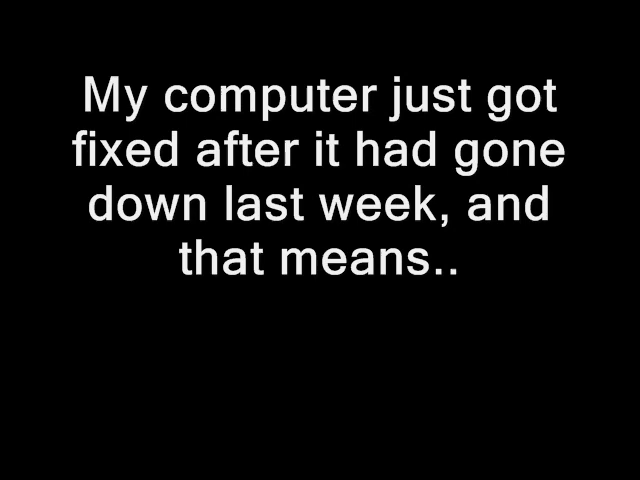 My computer just got
fixed after it had gone
down last week, and
that means..